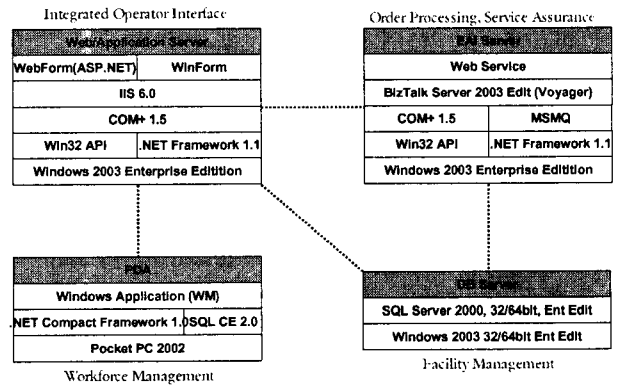 Integrated Operator Interface
Web/Application Server
WebForm(ASP.NET) WinForm
IIS 6.0
COM+ 1.5
Win32 API .NET Framework 1.1
Windows 2003 Enterprise Editition
Order Processing, Service Assurance
EAI Server
Web Service
BizTalk Server 2003 Edit (Voyager)
COM+ 1.5 MSMQ
Win32 API .NET Framework 1.1
Windows 2003 Enterprise Editition
PDA
Windows Application (WM)
.NET Compact Framework 1.0 SQL CE 2.0
Pocket PC 2002
Workforce Management
DB Server
SQL Server 2000, 32/64bit, Ent Edit
Windows 2003 32/64bit Ent Edit
Facility Management